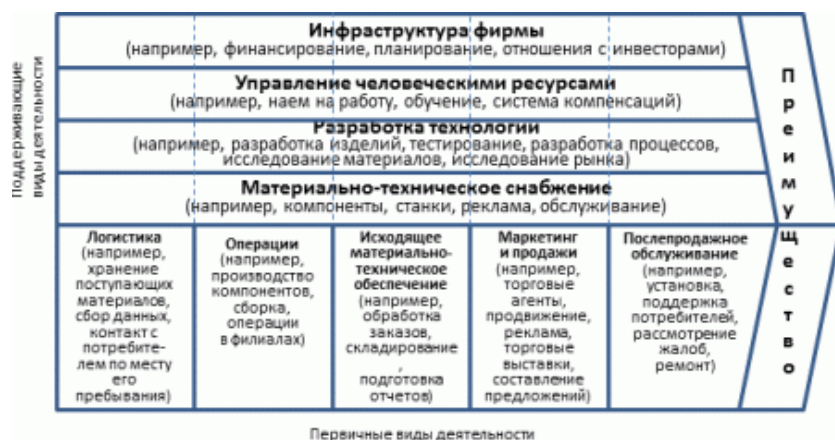 Поддерживающие
виды деятельности
Инфраструктура фирмы
(например, финансирование, планирование, отношения с инвесторами)
Управление человеческими ресурсами
(например, наем на работу, обучение, система компенсаций)
Разработка технологии
(например, разработка изделий, тестирование, разработка процессов,
исследование материалов, исследование рынка)
Материально-техническое снабжение
(например, компоненты, станки, реклама, обслуживание)
Логистика
(например,
хранение
поступающих
материалов,
сбор данных,
контакт с
потребите-
лем по месту
его
пребывания)
Операции
(например,
производство
компонентов,
сборка,
операции
в филиалах)
Исходящее
материально-
техническое
обеспечение
(например,
обработка
заказов,
складирование
,
подготовка
отчетов)
Маркетинг
и продажи
(например,
торговые
агенты,
продвижение,
реклама,
торговые
выставки,
составление
предложений)
Послепродажное
обслуживание
(например,
установка,
поддержка
потребителей,
рассмотрение
жалоб,
ремонт)
Преимущество
Первичные виды деятельности